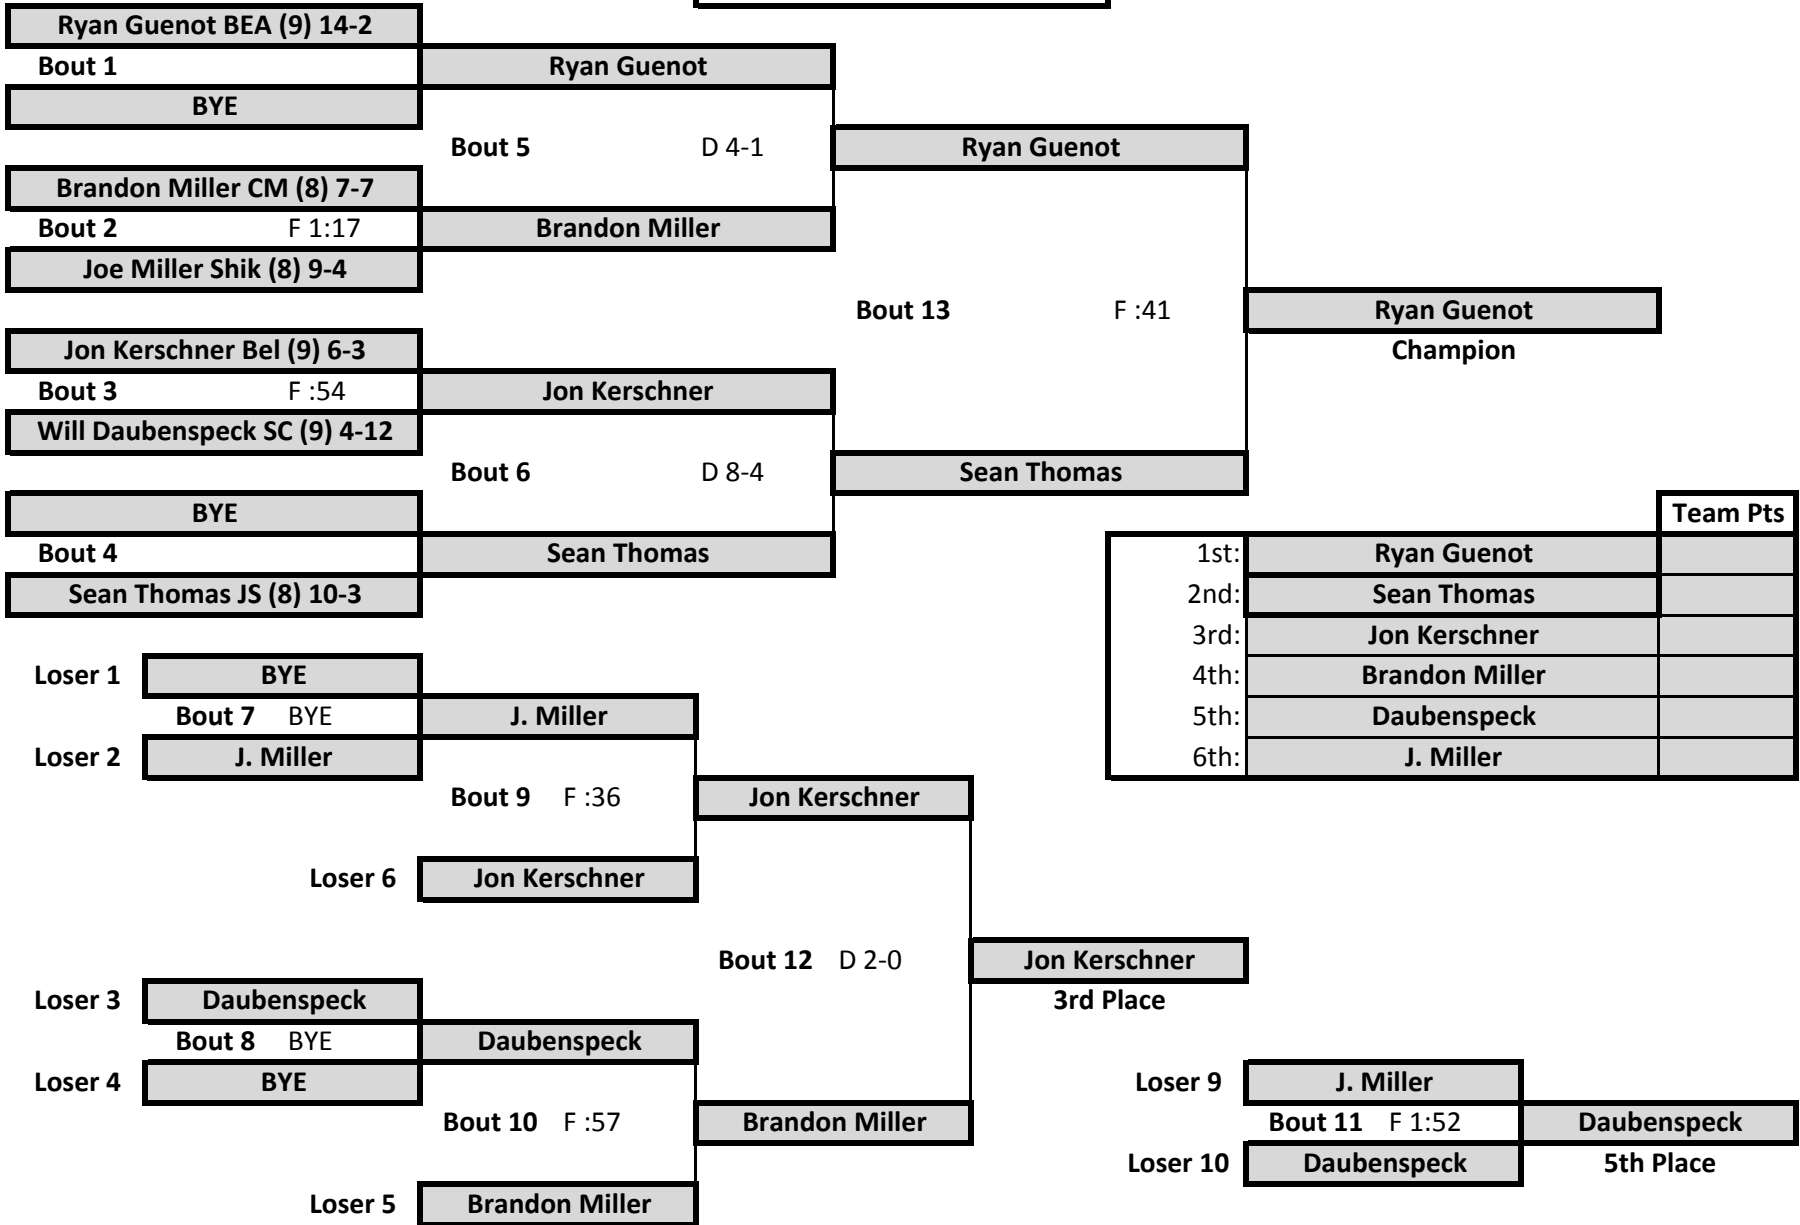 Ryan Guenot BEA (9) 14-2
Bout 1
Ryan Guenot
BYE
Bout 5 D 4-1
Ryan Guenot
Brandon Miller CM (8) 7-7
Bout 2 F 1:17
Brandon Miller
Joe Miller Shik (8) 9-4
Bout 13 F :41
Ryan Guenot
Champion
Jon Kerschner Bel (9) 6-3
Bout 3 F :54
Jon Kerschner
Will Daubenspeck SC (9) 4-12
Bout 6 D 8-4
Sean Thomas
BYE
Bout 4
Sean Thomas
Sean Thomas JS (8) 10-3
Team Pts
1st: Ryan Guenot
2nd: Sean Thomas
3rd: Jon Kerschner
4th: Brandon Miller
5th: Daubenspeck
6th: J. Miller
Loser 1 BYE
Bout 7 BYE
J. Miller
Loser 2 J. Miller
Bout 9 F :36
Jon Kerschner
Loser 6 Jon Kerschner
Bout 12 D 2-0
Jon Kerschner
3rd Place
Loser 3 Daubenspeck
Bout 8 BYE
Daubenspeck
Loser 4 BYE
Bout 10 F :57
Brandon Miller
Loser 5 Brandon Miller
Loser 9 J. Miller
Bout 11 F 1:52
Daubenspeck
Loser 10 Daubenspeck
5th Place